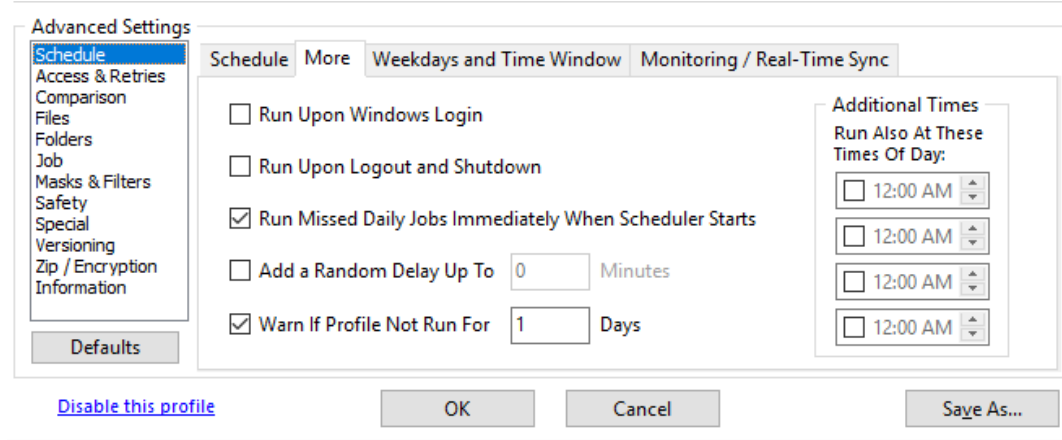 Advanced Settings
Schedule
Access & Retries
Comparison
Files
Folders
Job
Masks & Filters
Safety
Special
Versioning
Zip / Encryption
Information
Defaults
Schedule More Weekdays and Time Window Monitoring / Real-Time Sync
Run Upon Windows Login
Run Upon Logout and Shutdown
Run Missed Daily Jobs Immediately When Scheduler Starts
Add a Random Delay Up To 0 Minutes
Warn If Profile Not Run For 1 Days
Additional Times
Run Also At These
Times Of Day:
12:00 AM
12:00 AM
12:00 AM
12:00 AM
Disable this profile OK Cancel Save As...